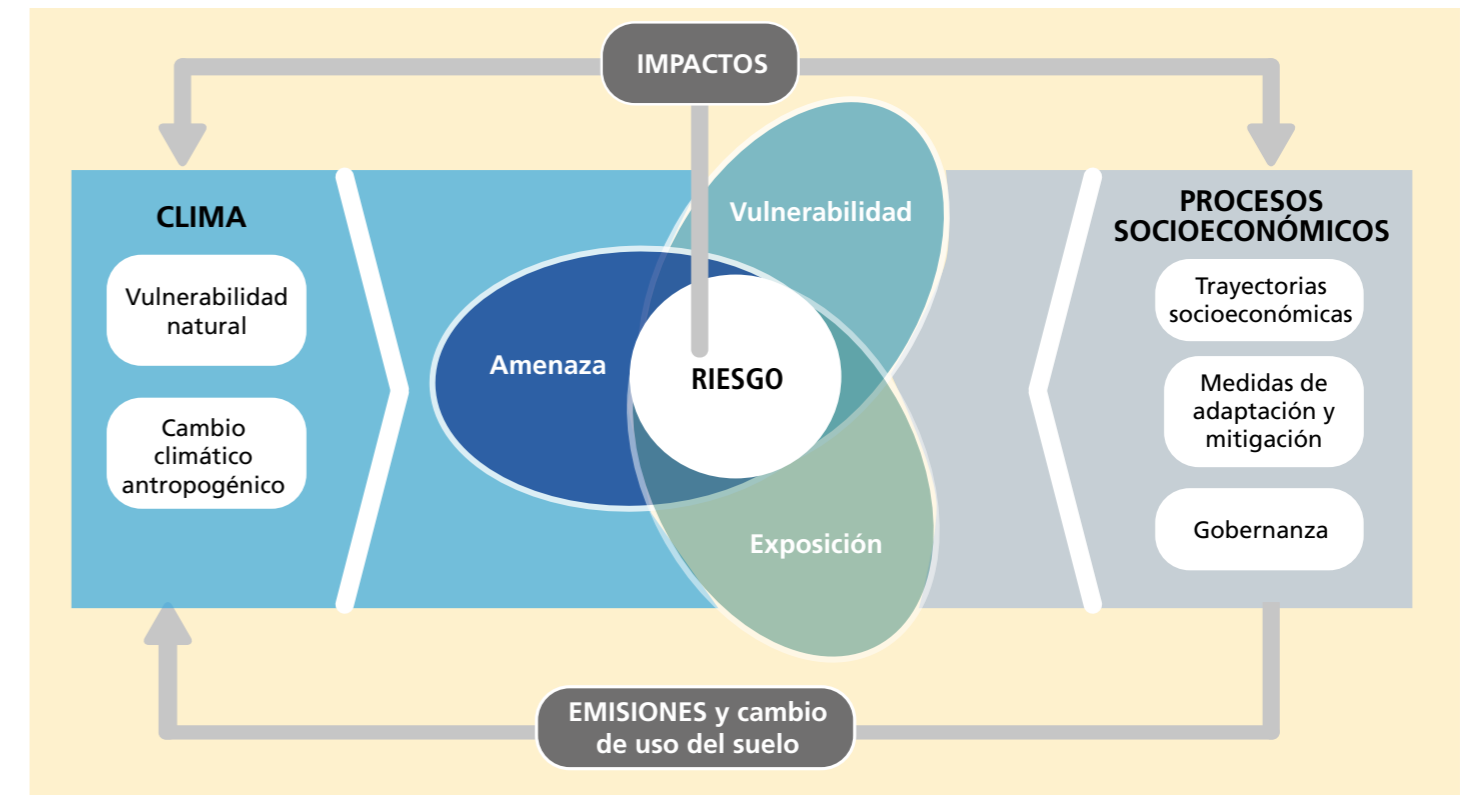 IMPACTOS
CLIMA
Vulnerabilidad
natural
Cambio
climático
antropogénico
Vulnerabilidad
Amenaza
RIESGO
Exposición
PROCESOS
SOCIOECONÓMICOS
Trayectorias
socioeconómicas
Medidas de
adaptación y
mitigación
Gobernanza
EMISIONES y cambio
de uso del suelo